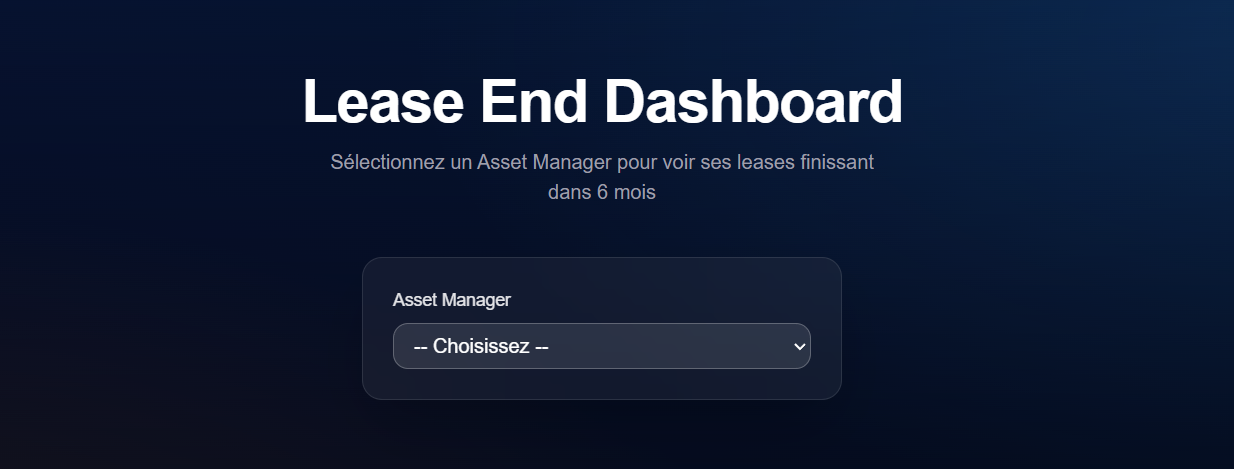 Lease End Dashboard
Sélectionnez un Asset Manager pour voir ses leases finissant
dans 6 mois
Asset Manager
-- Choisissez --